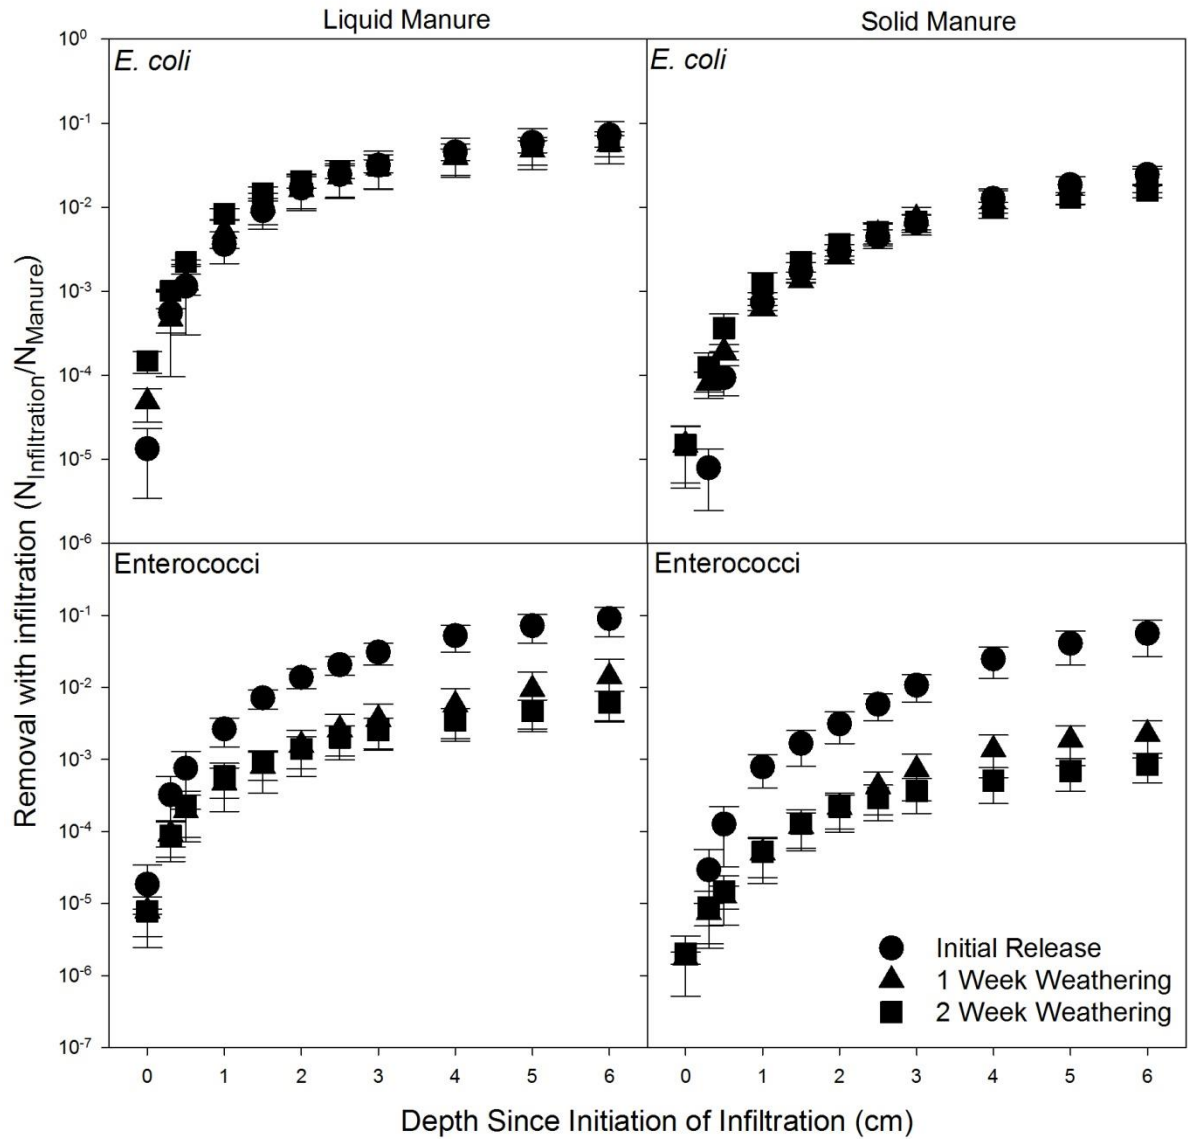 Liquid Manure
Solid Manure
E. coli
E. coli
10⁰
10⁻¹
10⁻²
10⁻³
10⁻⁴
10⁻⁵
10⁻⁶
Removal with infiltration (N_Infiltration/N_Manure)
Enterococci
Enterococci
10⁻¹
10⁻²
10⁻³
10⁻⁴
10⁻⁵
10⁻⁶
10⁻⁷
Initial Release
1 Week Weathering
2 Week Weathering
0 1 2 3 4 5 6
0 1 2 3 4 5 6
Depth Since Initiation of Infiltration (cm)